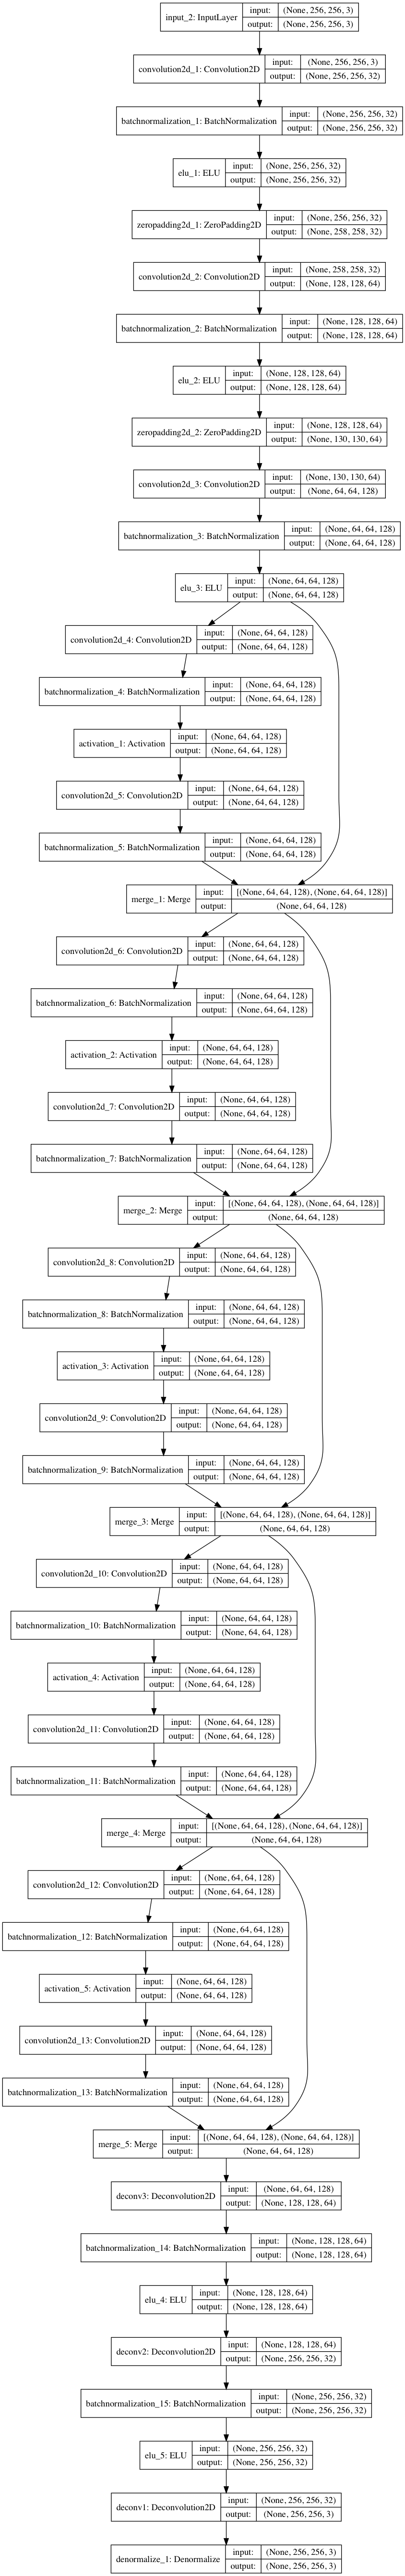 input_2: InputLayer
input: (None, 256, 256, 3)
output: (None, 256, 256, 3)
convolution2d_1: Convolution2D
input: (None, 256, 256, 3)
output: (None, 256, 256, 32)
batchnormalization_1: BatchNormalization
input: (None, 256, 256, 32)
output: (None, 256, 256, 32)
elu_1: ELU
input: (None, 256, 256, 32)
output: (None, 256, 256, 32)
zeropadding2d_1: ZeroPadding2D
input: (None, 256, 256, 32)
output: (None, 258, 258, 32)
convolution2d_2: Convolution2D
input: (None, 258, 258, 32)
output: (None, 128, 128, 64)
batchnormalization_2: BatchNormalization
input: (None, 128, 128, 64)
output: (None, 128, 128, 64)
elu_2: ELU
input: (None, 128, 128, 64)
output: (None, 128, 128, 64)
zeropadding2d_2: ZeroPadding2D
input: (None, 128, 128, 64)
output: (None, 130, 130, 64)
convolution2d_3: Convolution2D
input: (None, 130, 130, 64)
output: (None, 64, 64, 128)
batchnormalization_3: BatchNormalization
input: (None, 64, 64, 128)
output: (None, 64, 64, 128)
elu_3: ELU
input: (None, 64, 64, 128)
output: (None, 64, 64, 128)
convolution2d_4: Convolution2D
input: (None, 64, 64, 128)
output: (None, 64, 64, 128)
batchnormalization_4: BatchNormalization
input: (None, 64, 64, 128)
output: (None, 64, 64, 128)
activation_1: Activation
input: (None, 64, 64, 128)
output: (None, 64, 64, 128)
convolution2d_5: Convolution2D
input: (None, 64, 64, 128)
output: (None, 64, 64, 128)
batchnormalization_5: BatchNormalization
input: (None, 64, 64, 128)
output: (None, 64, 64, 128)
merge_1: Merge
input: [(None, 64, 64, 128), (None, 64, 64, 128)]
output: (None, 64, 64, 128)
convolution2d_6: Convolution2D
input: (None, 64, 64, 128)
output: (None, 64, 64, 128)
batchnormalization_6: BatchNormalization
input: (None, 64, 64, 128)
output: (None, 64, 64, 128)
activation_2: Activation
input: (None, 64, 64, 128)
output: (None, 64, 64, 128)
convolution2d_7: Convolution2D
input: (None, 64, 64, 128)
output: (None, 64, 64, 128)
batchnormalization_7: BatchNormalization
input: (None, 64, 64, 128)
output: (None, 64, 64, 128)
merge_2: Merge
input: [(None, 64, 64, 128), (None, 64, 64, 128)]
output: (None, 64, 64, 128)
convolution2d_8: Convolution2D
input: (None, 64, 64, 128)
output: (None, 64, 64, 128)
batchnormalization_8: BatchNormalization
input: (None, 64, 64, 128)
output: (None, 64, 64, 128)
activation_3: Activation
input: (None, 64, 64, 128)
output: (None, 64, 64, 128)
convolution2d_9: Convolution2D
input: (None, 64, 64, 128)
output: (None, 64, 64, 128)
batchnormalization_9: BatchNormalization
input: (None, 64, 64, 128)
output: (None, 64, 64, 128)
merge_3: Merge
input: [(None, 64, 64, 128), (None, 64, 64, 128)]
output: (None, 64, 64, 128)
convolution2d_10: Convolution2D
input: (None, 64, 64, 128)
output: (None, 64, 64, 128)
batchnormalization_10: BatchNormalization
input: (None, 64, 64, 128)
output: (None, 64, 64, 128)
activation_4: Activation
input: (None, 64, 64, 128)
output: (None, 64, 64, 128)
convolution2d_11: Convolution2D
input: (None, 64, 64, 128)
output: (None, 64, 64, 128)
batchnormalization_11: BatchNormalization
input: (None, 64, 64, 128)
output: (None, 64, 64, 128)
merge_4: Merge
input: [(None, 64, 64, 128), (None, 64, 64, 128)]
output: (None, 64, 64, 128)
convolution2d_12: Convolution2D
input: (None, 64, 64, 128)
output: (None, 64, 64, 128)
batchnormalization_12: BatchNormalization
input: (None, 64, 64, 128)
output: (None, 64, 64, 128)
activation_5: Activation
input: (None, 64, 64, 128)
output: (None, 64, 64, 128)
convolution2d_13: Convolution2D
input: (None, 64, 64, 128)
output: (None, 64, 64, 128)
batchnormalization_13: BatchNormalization
input: (None, 64, 64, 128)
output: (None, 64, 64, 128)
merge_5: Merge
input: [(None, 64, 64, 128), (None, 64, 64, 128)]
output: (None, 64, 64, 128)
deconv3: Deconvolution2D
input: (None, 64, 64, 128)
output: (None, 128, 128, 64)
batchnormalization_14: BatchNormalization
input: (None, 128, 128, 64)
output: (None, 128, 128, 64)
elu_4: ELU
input: (None, 128, 128, 64)
output: (None, 128, 128, 64)
deconv2: Deconvolution2D
input: (None, 128, 128, 64)
output: (None, 256, 256, 32)
batchnormalization_15: BatchNormalization
input: (None, 256, 256, 32)
output: (None, 256, 256, 32)
elu_5: ELU
input: (None, 256, 256, 32)
output: (None, 256, 256, 32)
deconv1: Deconvolution2D
input: (None, 256, 256, 32)
output: (None, 256, 256, 3)
denormalize_1: Denormalize
input: (None, 256, 256, 3)
output: (None, 256, 256, 3)